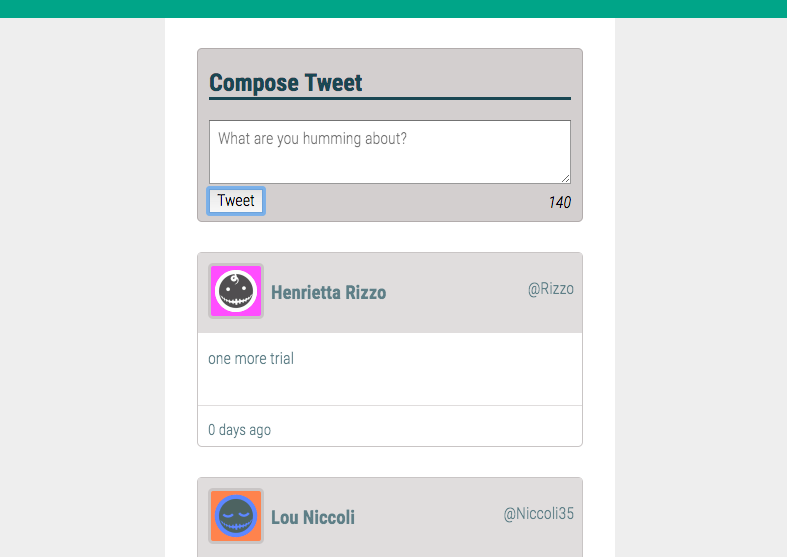 Compose Tweet
What are you humming about?
Tweet
140
Henrietta Rizzo
@Rizzo
one more trial
0 days ago
Lou Niccoli
@Niccoli35